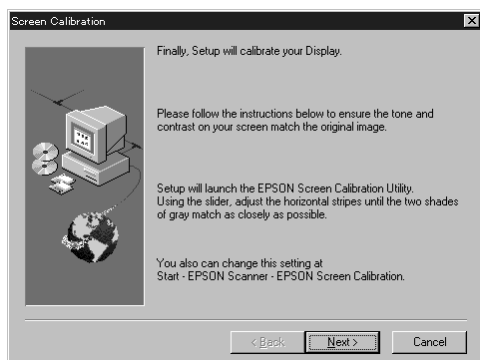 Screen Calibration
Finally, Setup will calibrate your Display.
Please follow the instructions below to ensure the tone and
contrast on your screen match the original image.
Setup will launch the EPSON Screen Calibration Utility.
Using the slider, adjust the horizontal stripes until the two shades
of gray match as closely as possible.
You also can change this setting at
Start - EPSON Scanner - EPSON Screen Calibration.
< Back Next > Cancel